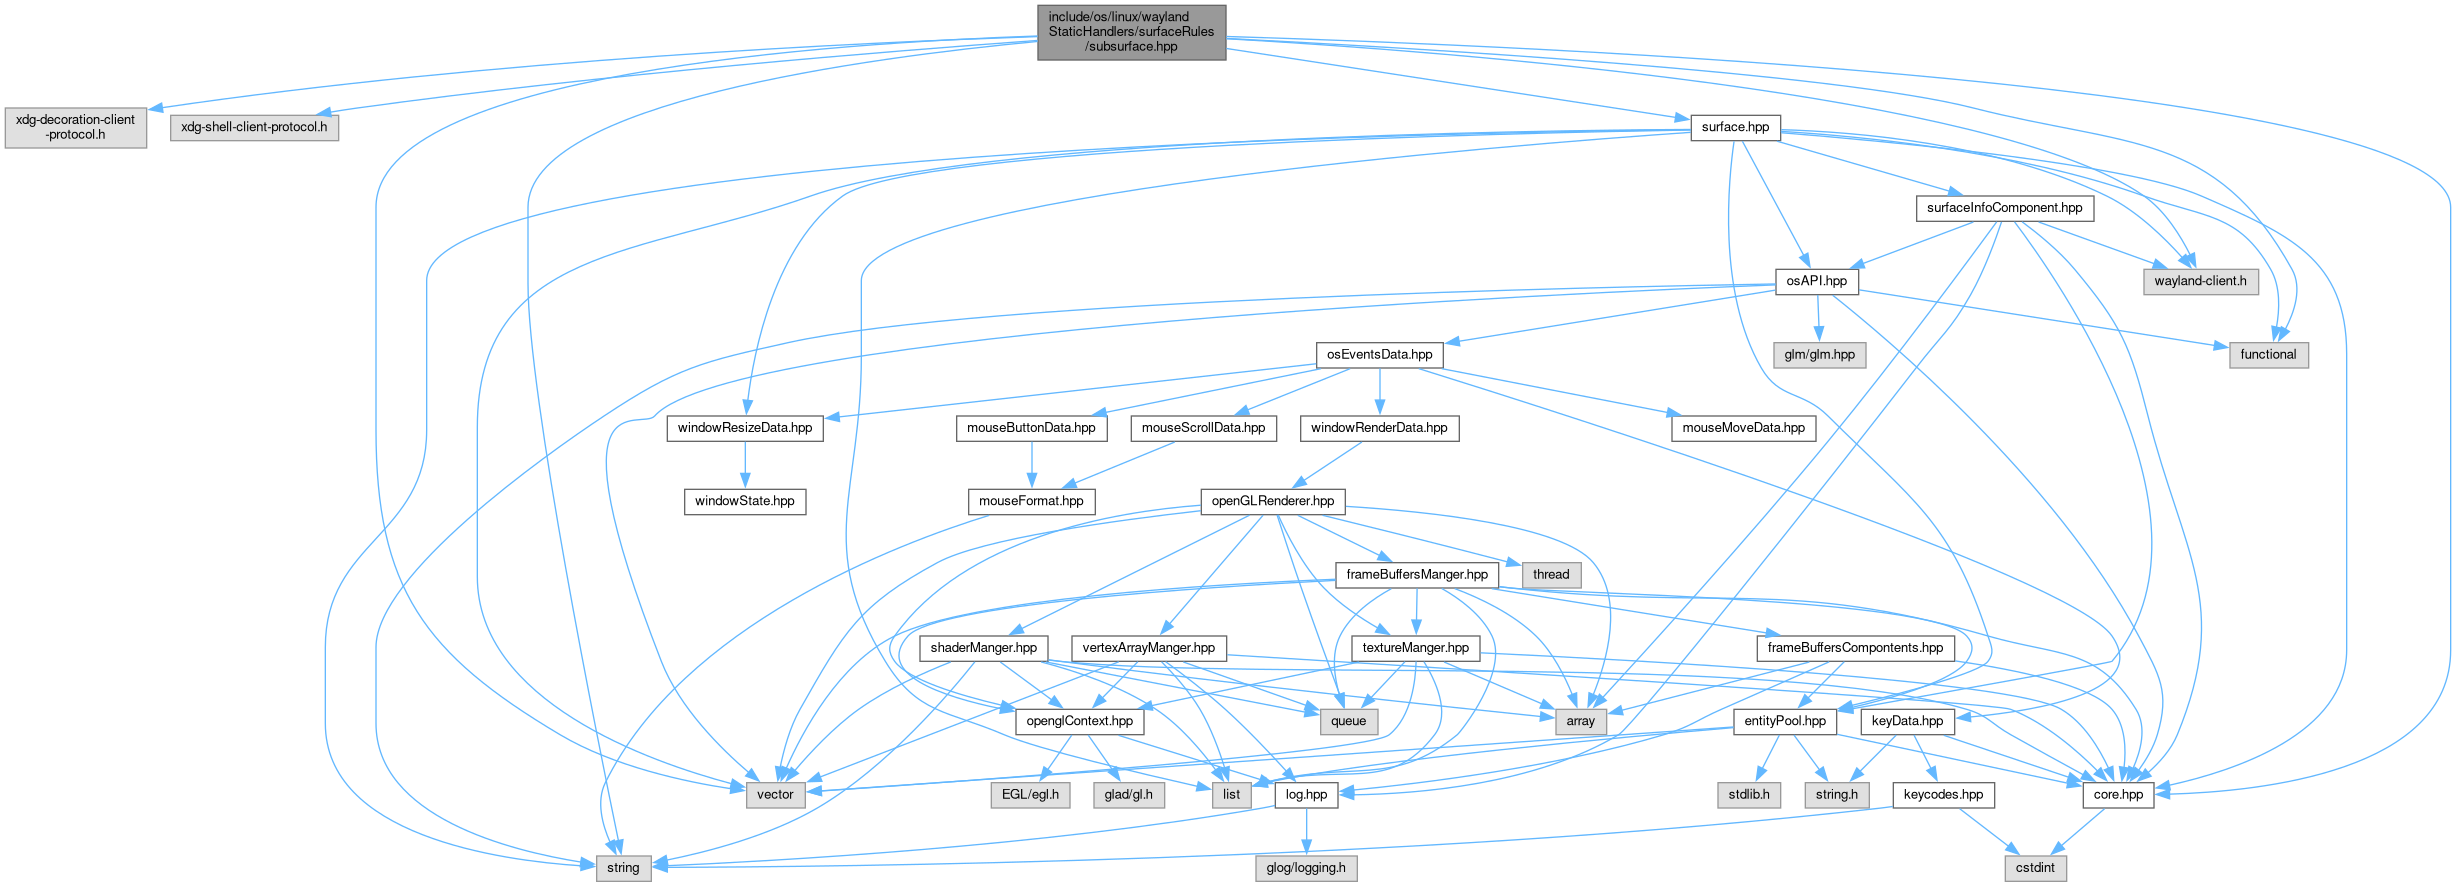 include/os/linux/wayland
StaticHandlers/surfaceRules
/subsurface.hpp
xdg-decoration-client
-protocol.h
xdg-shell-client-protocol.h
surface.hpp
surfaceInfoComponent.hpp
osAPI.hpp
wayland-client.h
osEventsData.hpp
glm/glm.hpp
functional
windowResizeData.hpp
mouseButtonData.hpp
mouseScrollData.hpp
windowRenderData.hpp
mouseMoveData.hpp
windowState.hpp
mouseFormat.hpp
openGLRenderer.hpp
frameBuffersManger.hpp
thread
shaderManger.hpp
vertexArrayManger.hpp
textureManger.hpp
frameBuffersCompontents.hpp
openglContext.hpp
queue
array
entityPool.hpp
keyData.hpp
vector
EGL/egl.h
glad/gl.h
list
log.hpp
stdlib.h
string.h
keycodes.hpp
core.hpp
string
glog/logging.h
cstdint